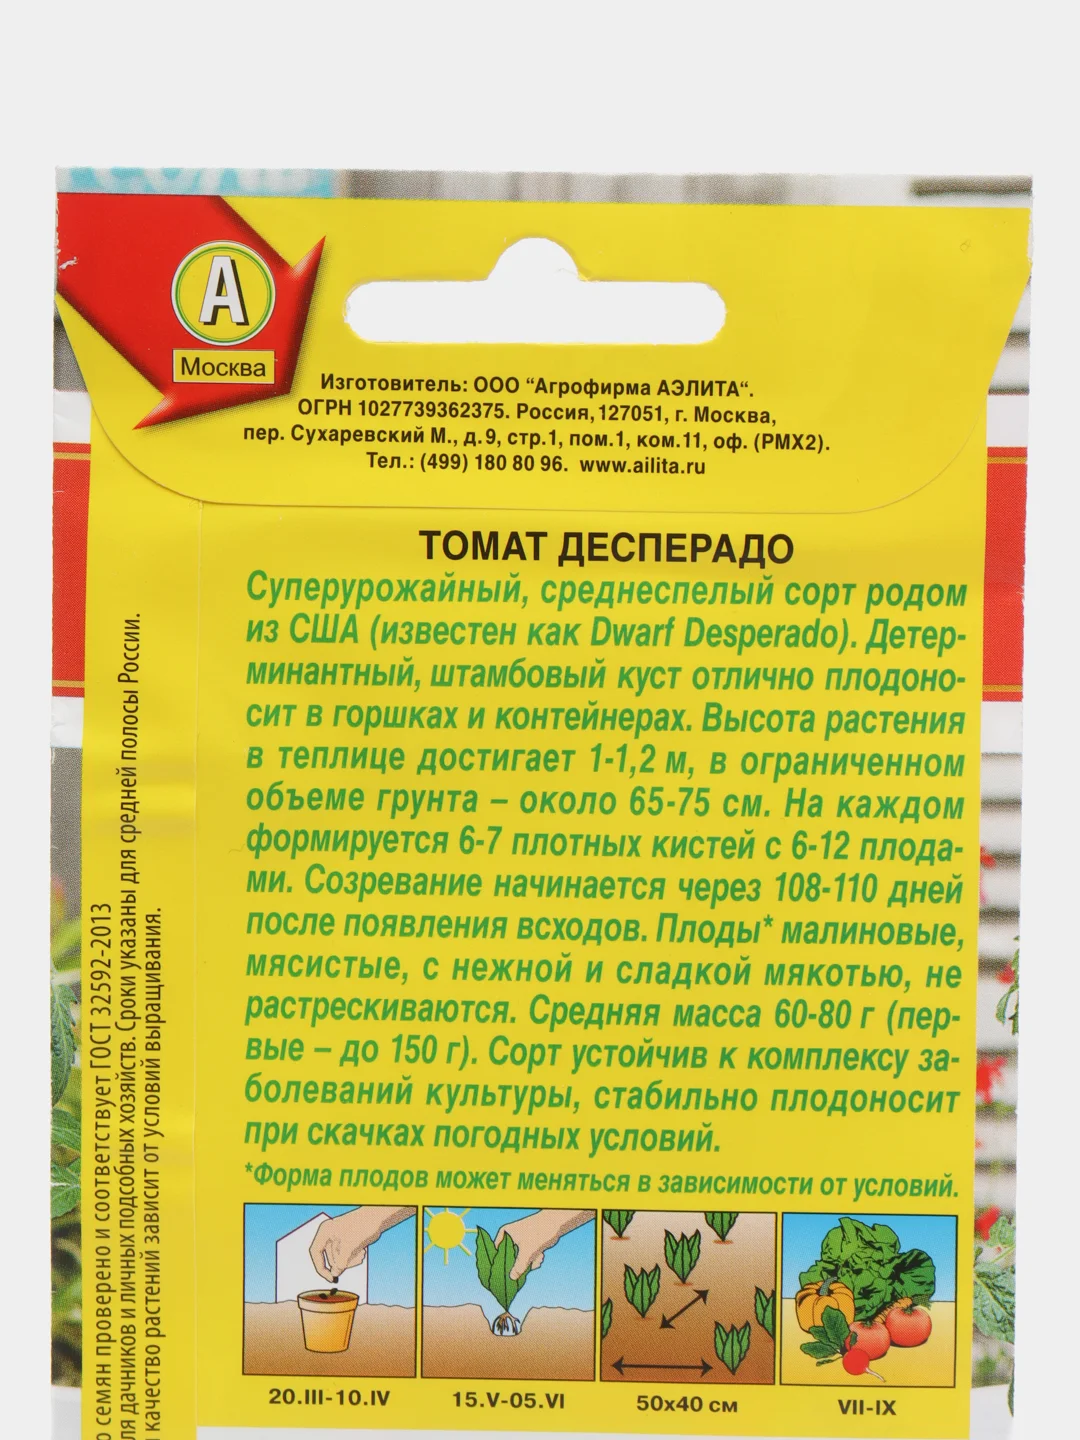 А
Москва
Изготовитель: ООО “Агрофирма АЭЛИТА“.
ОГРН 1027739362375. Россия, 127051, г. Москва,
пер. Сухаревский М., д. 9, стр.1, пом.1, ком.11, оф. (РМХ2).
Тел.: (499) 180 80 96. www.ailita.ru
ТОМАТ ДЕСПЕРАДО
Суперурожайный, среднеспелый сорт родом
из США (известен как Dwarf Desperado). Детер-
минантный, штамбовый куст отлично плодоно-
сит в горшках и контейнерах. Высота растения
в теплице достигает 1-1,2 м, в ограниченном
объеме грунта – около 65-75 см. На каждом
формируется 6-7 плотных кистей с 6-12 плода-
ми. Созревание начинается через 108-110 дней
после появления всходов. Плоды* малиновые,
мясистые, с нежной и сладкой мякотью, не
растрескиваются. Средняя масса 60-80 г (пер-
вые – до 150 г). Сорт устойчив к комплексу за-
болеваний культуры, стабильно плодоносит
при скачках погодных условий.
*Форма плодов может меняться в зависимости от условий.
20.III-10.IV
15.V-05.VI
50х40 см
VII-IX
семян проверено и соответствует ГОСТ 32592-2013
дачников и личных подсобных хозяйств. Сроки указаны для средней полосы России.
качество растений зависит от условий выращивания.